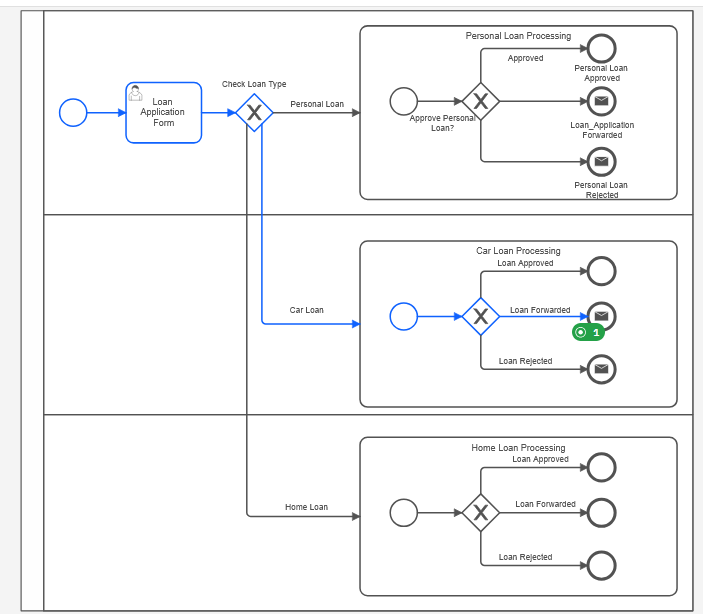 Personal Loan Processing
Approved
Personal Loan
Approved
Check Loan Type
Loan
Application
Form
Personal Loan
Approve Personal
Loan?
Loan_Application
Forwarded
Personal Loan
Rejected
Car Loan Processing
Loan Approved
Car Loan
Loan Forwarded
1
Loan Rejected
Home Loan Processing
Loan Approved
Home Loan
Loan Forwarded
Loan Rejected